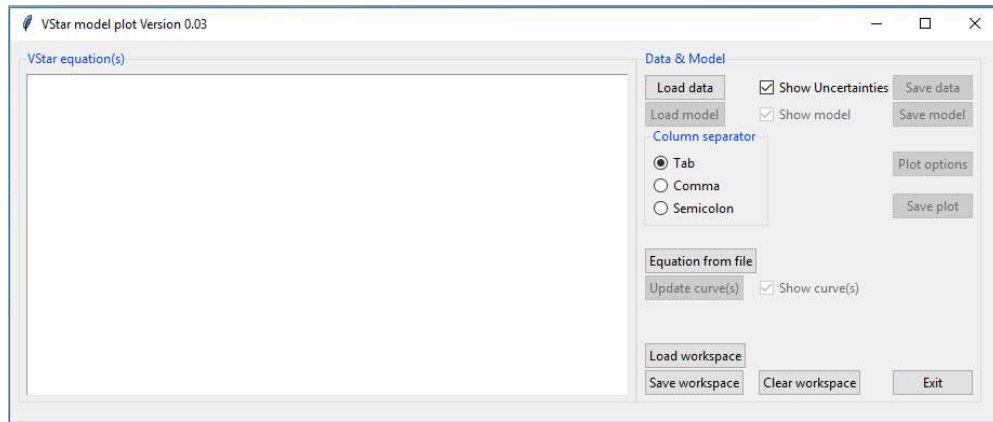 VStar model plot Version 0.03
VStar equation(s)
Data & Model
Load data Show Uncertainties Save data
Load model Show model Save model
Column separator
Tab Plot options
Comma
Semicolon Save plot
Equation from file
Update curve(s) Show curve(s)
Load workspace
Save workspace Clear workspace Exit